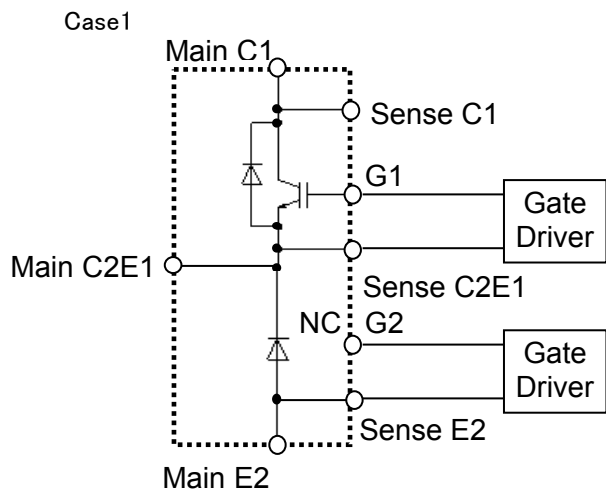 Case1
Main C1
Sense C1
G1
Gate
Driver
Main C2E1
Sense C2E1
NC G2
Gate
Driver
Sense E2
Main E2